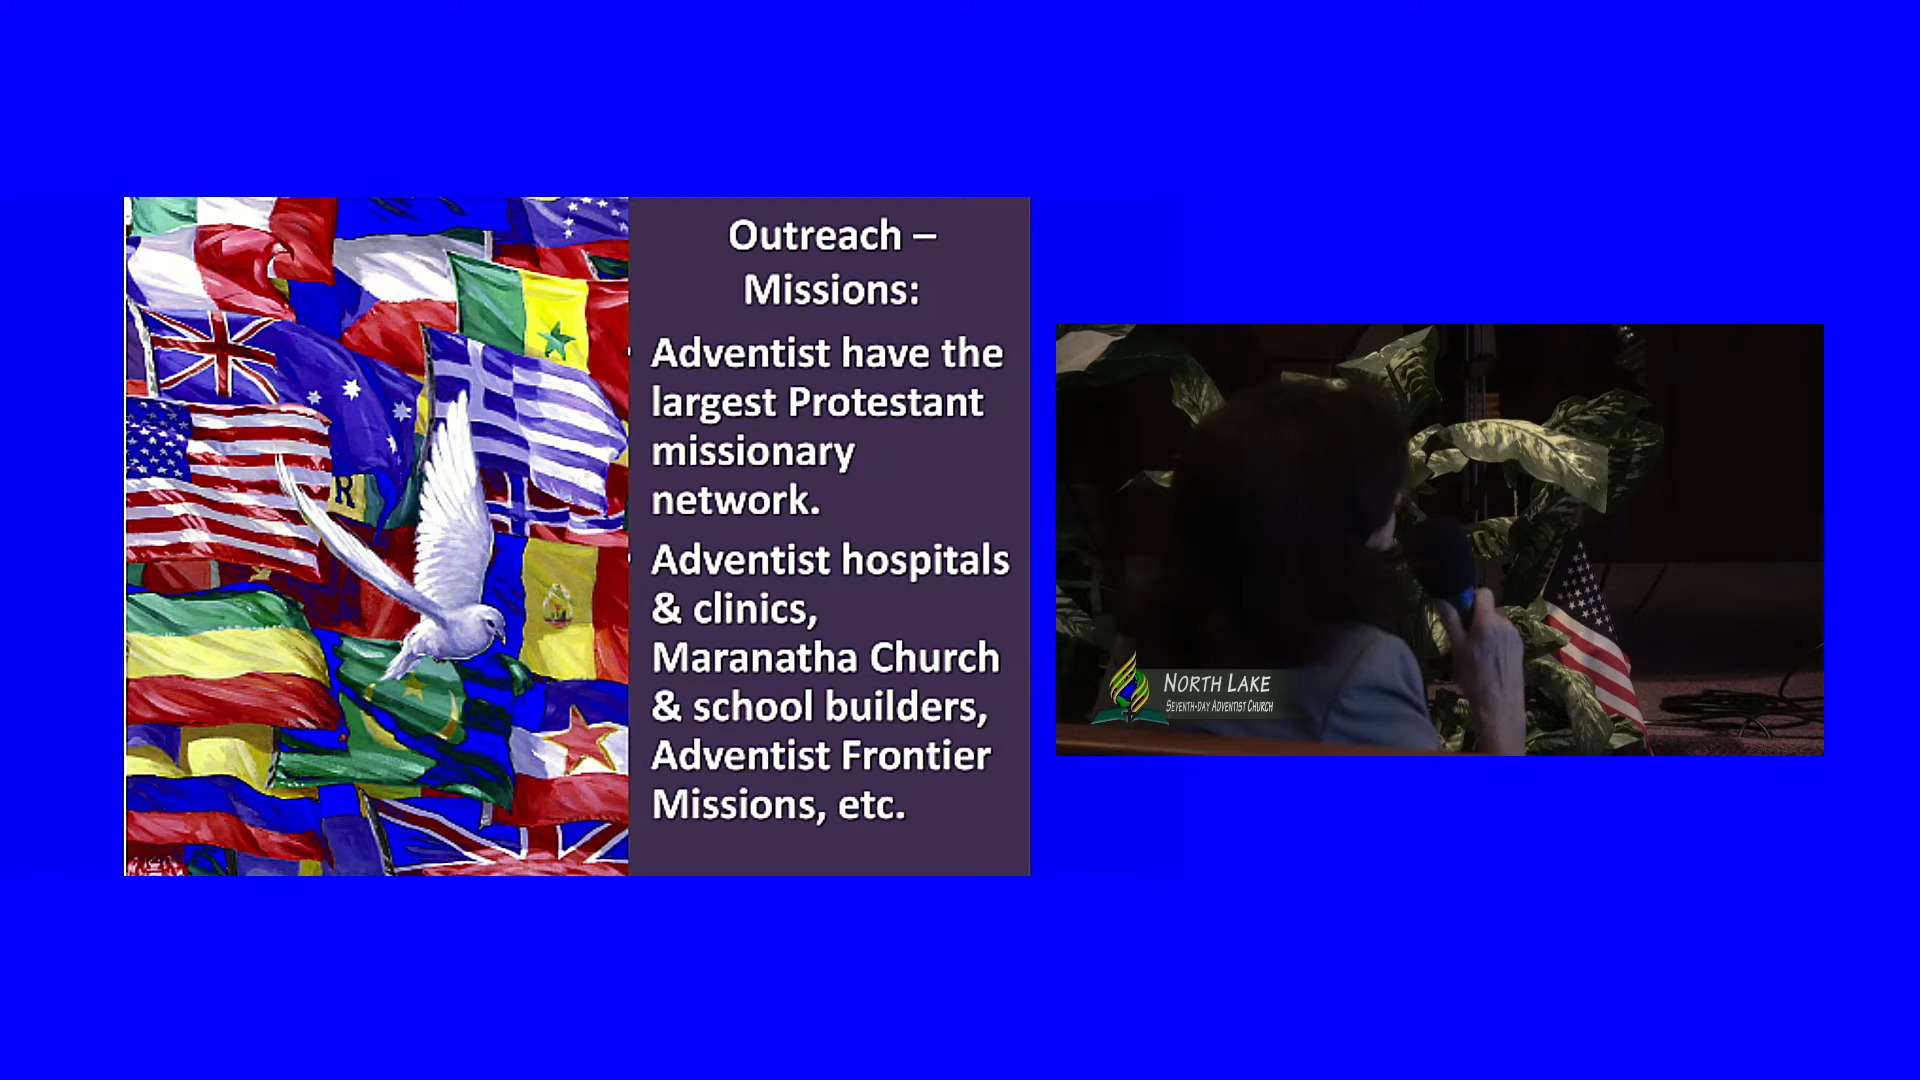 Outreach –
Missions:
Adventist have the
largest Protestant
missionary
network.
Adventist hospitals
& clinics,
Maranatha Church
& school builders,
Adventist Frontier
Missions, etc.
R
NORTH LAKE
SEVENTH-DAY ADVENTIST CHURCH